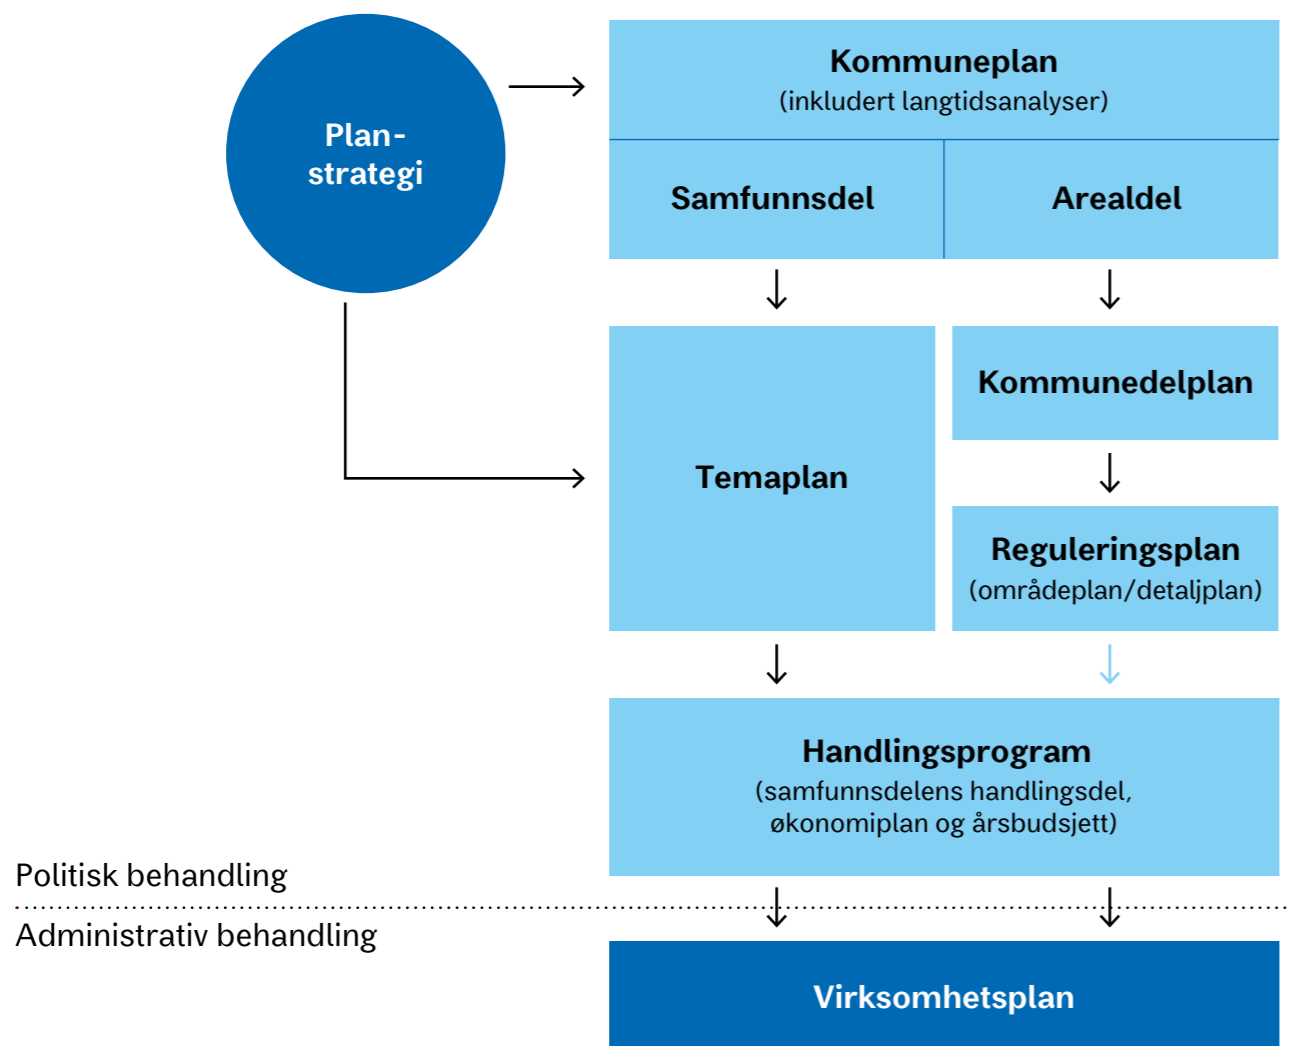 Plan-
strategi
Kommuneplan
(inkludert langtidsanalyser)
Samfunnsdel
Arealdel
Temaplan
Kommunedelplan
Reguleringsplan
(områdeplan/detaljplan)
Handlingsprogram
(samfunnsdelens handlingsdel,
økonomiplan og årsbudsjett)
Politisk behandling
Administrativ behandling
Virksomhetsplan